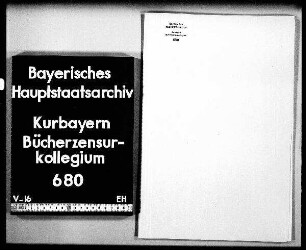 Bayerisches
Hauptstaatsarchiv
Kurbayern
Bücherzensur-
kollegium
680
V-16
EH